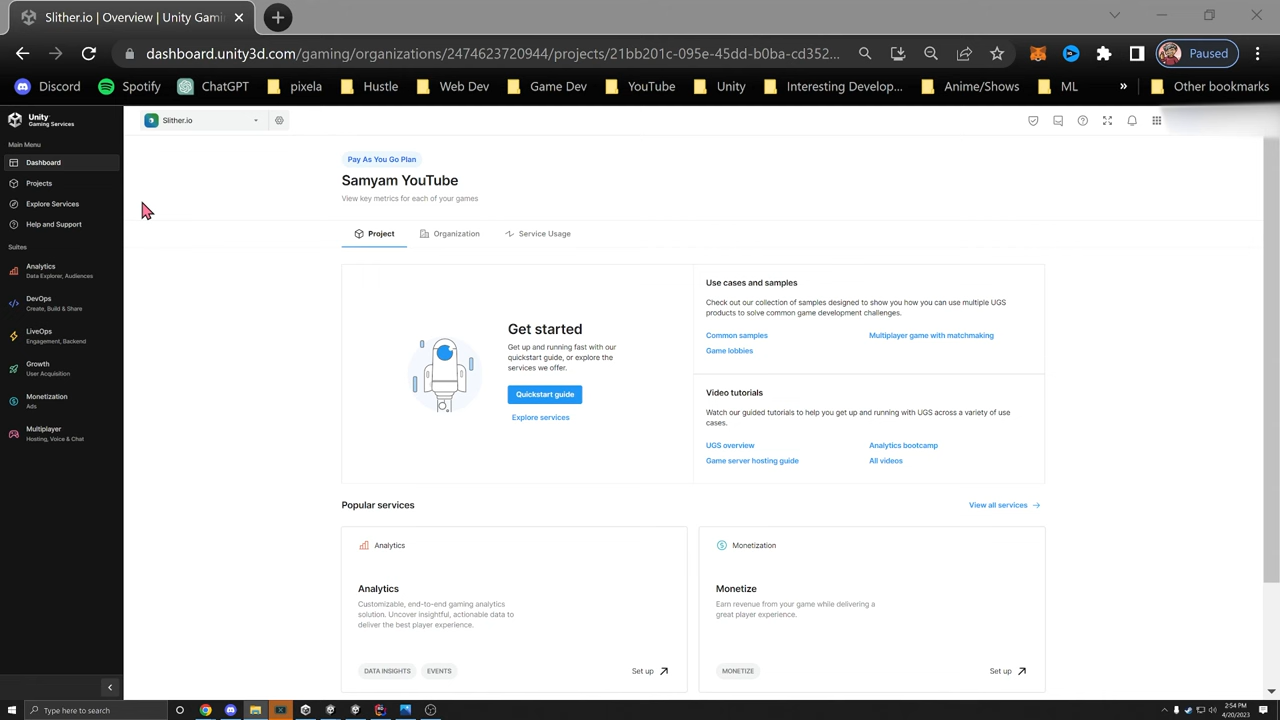 Slither.io | Overview | Unity Gami
dashboard.unity3d.com/gaming/organizations/2474623720944/projects/21bb201c-095e-45dd-b0ba-cd352...
Paused
Discord
Spotify
ChatGPT
pixela
Hustle
Web Dev
Game Dev
YouTube
Unity
Interesting Develop...
Anime/Shows
ML
»
Other bookmarks
Unity
Gaming Services
Slither.io
Main Menu
Dashboard
Projects
Explore Services
Help and Support
Suites
Analytics
Data Explorer, Audiences
DevOps
Create, Build & Share
LiveOps
Engagement, Backend
Growth
User Acquisition
Monetization
Ads
Multiplayer
Hosting, Voice & Chat
Pay As You Go Plan
Samyam YouTube
View key metrics for each of your games
Project
Organization
Service Usage
Get started
Get up and running fast with our
quickstart guide, or explore the
services we offer.
Quickstart guide
Explore services
Use cases and samples
Check out our collection of samples designed to show you how you can use multiple UGS
products to solve common game development challenges.
Common samples
Multiplayer game with matchmaking
Game lobbies
Video tutorials
Watch our guided tutorials to help you get up and running with UGS across a variety of use
cases.
UGS overview
Analytics bootcamp
Game server hosting guide
All videos
Popular services
View all services
Analytics
Analytics
Customizable, end-to-end gaming analytics
solution. Uncover insightful, actionable data to
deliver the best player experience.
DATA INSIGHTS
EVENTS
Set up
Monetization
Monetize
Earn revenue from your game while delivering a
great player experience.
MONETIZE
Set up
Type here to search
2:54 PM
4/20/2023